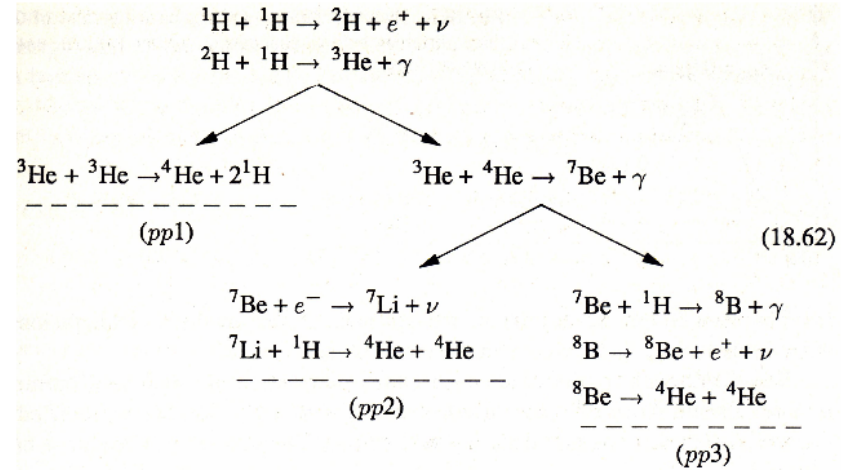 ¹H + ¹H → ²H + e⁺ + ν
²H + ¹H → ³He + γ
³He + ³He → ⁴He + 2¹H
(pp1)
³He + ⁴He → ⁷Be + γ
(18.62)
⁷Be + e⁻ → ⁷Li + ν
⁷Li + ¹H → ⁴He + ⁴He
(pp2)
⁷Be + ¹H → ⁸B + γ
⁸B → ⁸Be + e⁺ + ν
⁸Be → ⁴He + ⁴He
(pp3)